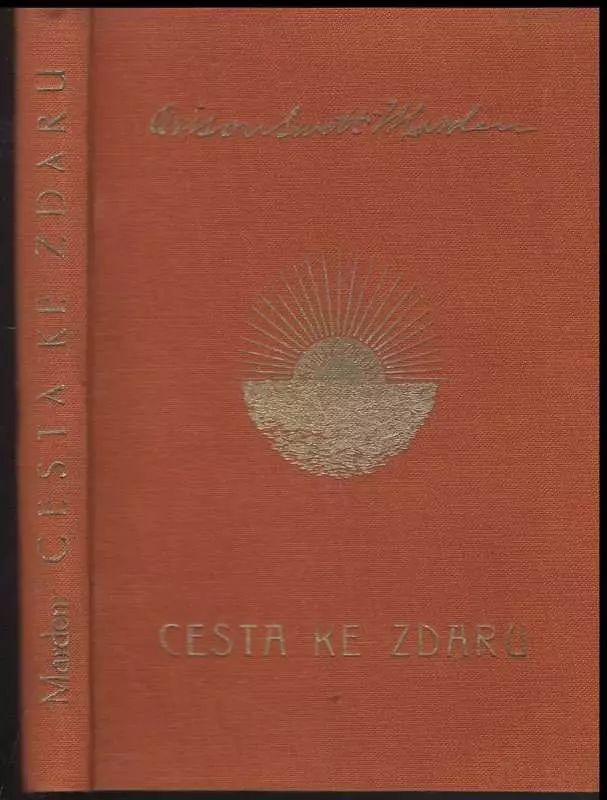 Orison Swett Marden
CESTA KE ZDARU
Marden: CESTA KE ZDARU